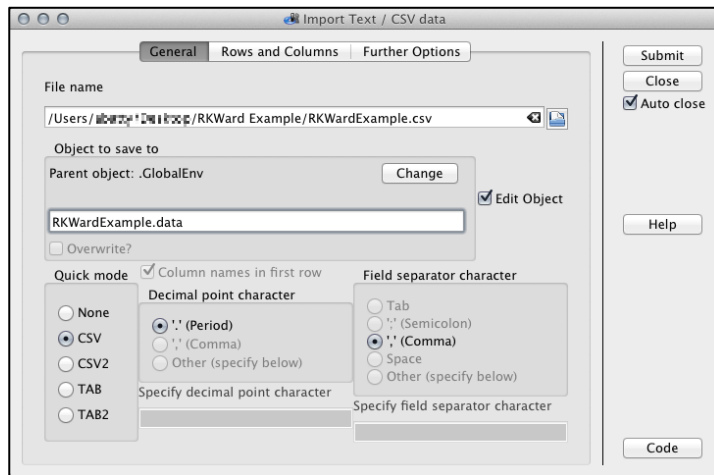 Import Text / CSV data
General Rows and Columns Further Options
Submit
Close
Auto close
File name
/Users/ /RKWard Example/RKWardExample.csv
Object to save to
Parent object: .GlobalEnv Change
Edit Object
RKWardExample.data
Overwrite?
Help
Quick mode
None
CSV
CSV2
TAB
TAB2
Column names in first row
Decimal point character
'.' (Period)
',' (Comma)
Other (specify below)
Specify decimal point character
Field separator character
Tab
';' (Semicolon)
',' (Comma)
Space
Other (specify below)
Specify field separator character
Code